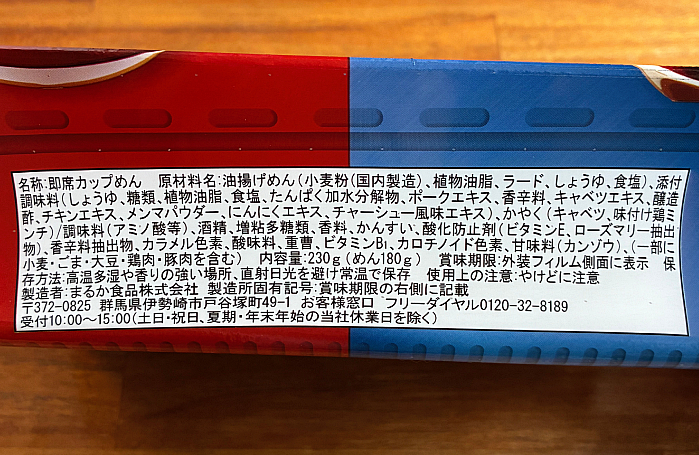 名称:即席カップめん 原材料名:油揚げめん(小麦粉(国内製造)、植物油脂、ラード、しょうゆ、食塩)、添付
調味料(しょうゆ、糖類、植物油脂、食塩、たんぱく加水分解物、ポークエキス、香辛料、キャベツエキス、醸造
酢、チキンエキス、メンマパウダー、にんにくエキス、チャーシュー風味エキス)、かやく(キャベツ、味付け鶏ミ
ンチ)/調味料(アミノ酸等)、酒精、増粘多糖類、香料、かんすい、酸化防止剤(ビタミンE、ローズマリー抽出
物)、香辛料抽出物、カラメル色素、酸味料、重曹、ビタミンB₁、カロチノイド色素、甘味料(カンゾウ)、(一部に
小麦・ごま・大豆・鶏肉・豚肉を含む) 内容量:230g(めん180g) 賞味期限:外装フィルム側面に表示 保
存方法:高温多湿や香りの強い場所、直射日光を避け常温で保存 使用上の注意:やけどに注意
製造者:まるか食品株式会社 製造所固有記号:賞味期限の右側に記載
〒372-0825 群馬県伊勢崎市戸谷塚町49-1 お客様窓口 フリーダイヤル0120-32-8189
受付10:00〜15:00(土日・祝日、夏期・年末年始の当社休業日を除く)